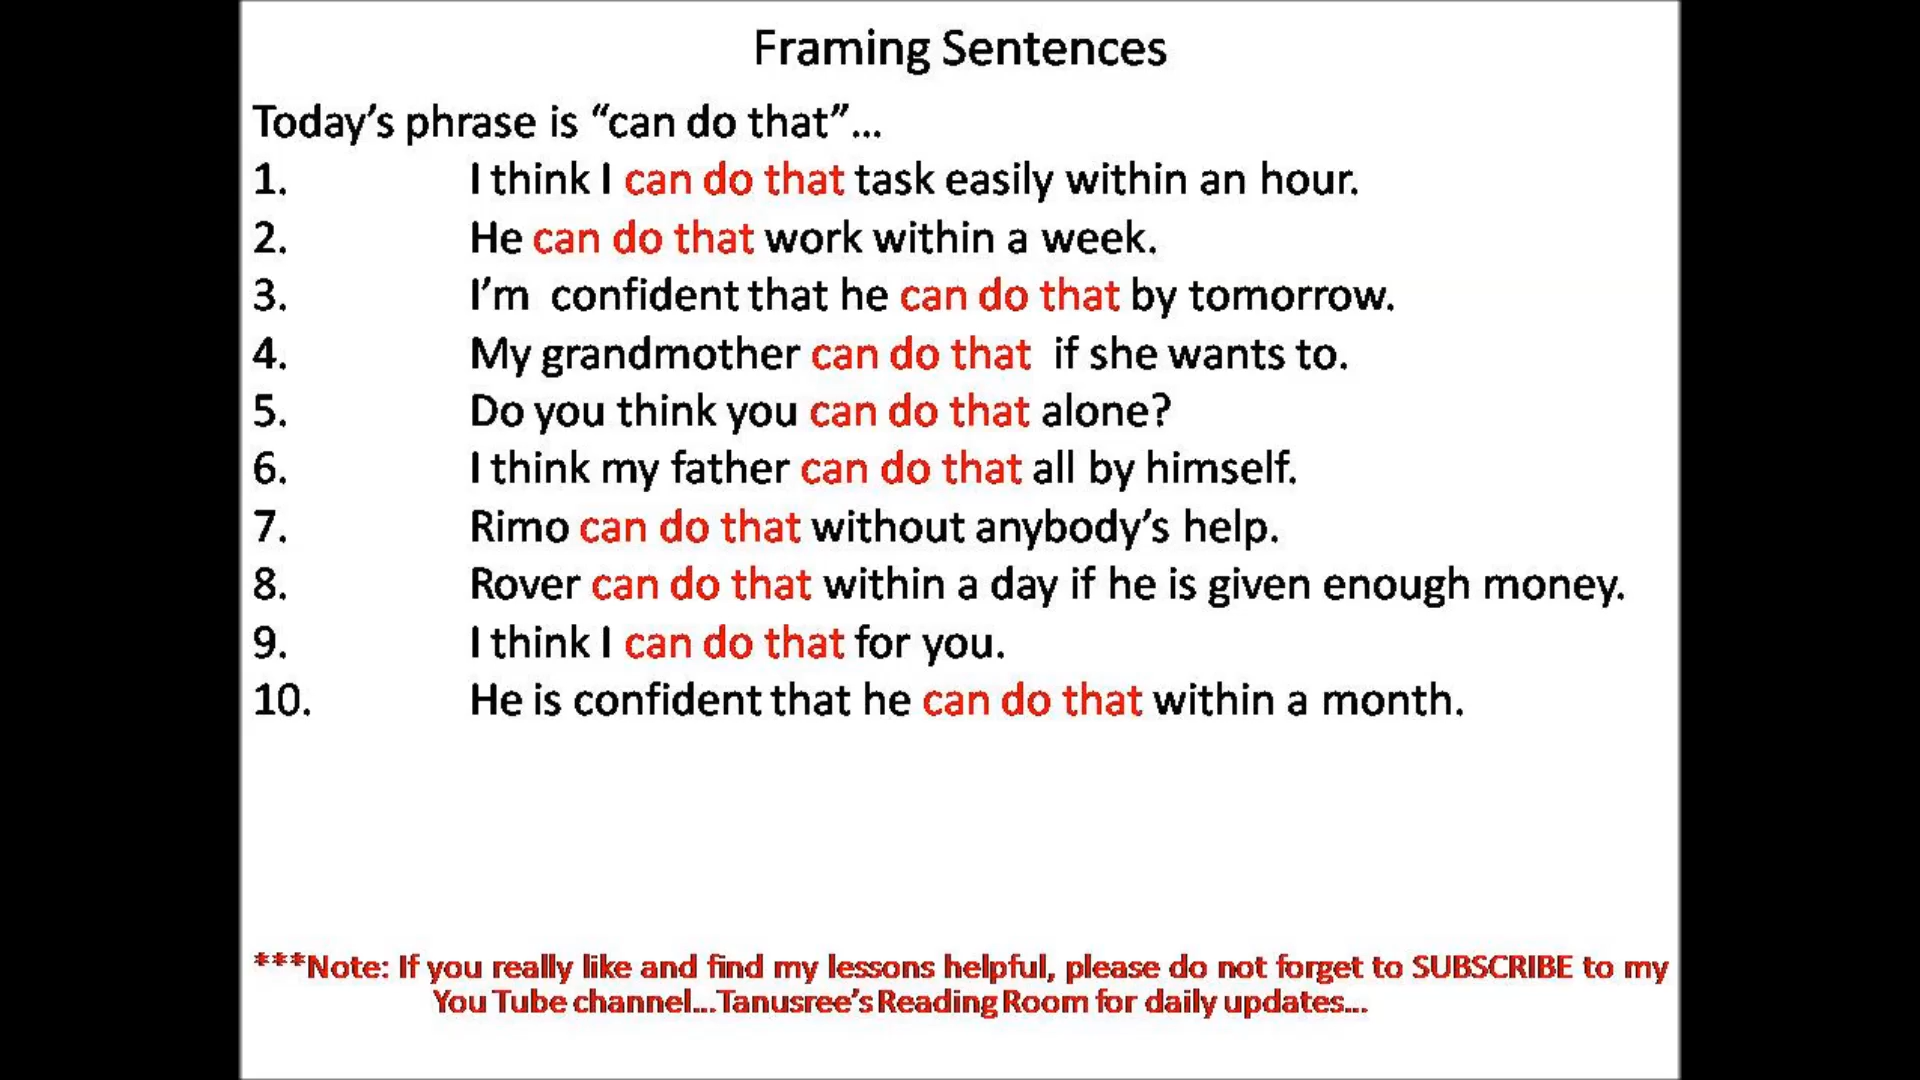 Framing Sentences
Today’s phrase is “can do that”...
1. I think I can do that task easily within an hour.
2. He can do that work within a week.
3. I’m  confident that he can do that by tomorrow.
4. My grandmother can do that  if she wants to.
5. Do you think you can do that alone?
6. I think my father can do that all by himself.
7. Rimo can do that without anybody’s help.
8. Rover can do that within a day if he is given enough money.
9. I think I can do that for you.
10. He is confident that he can do that within a month.
***Note: If you really like and find my lessons helpful, please do not forget to SUBSCRIBE to my
You Tube channel...Tanusree’s Reading Room for daily updates...